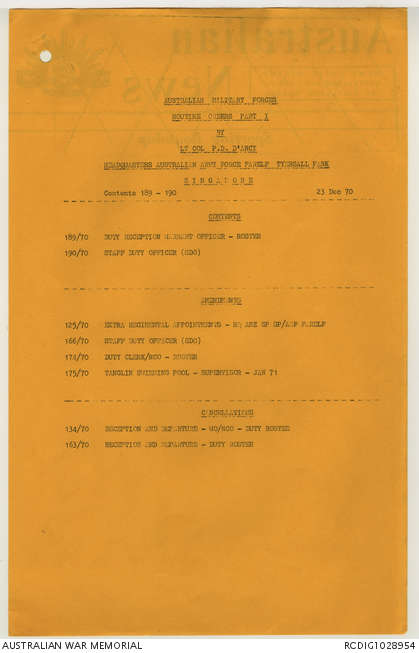 AUSTRALIAN MILITARY FORCES
ROUTINE ORDERS PART I
BY
LT COL P.D. D'ARCY
HEADQUARTERS AUSTRALIAN ARMY FORCE FARELF TYERSALL PARK
SINGAPORE
Contents 189 - 190 23 Dec 70
CONTENTS
189/70 DUTY RECEPTION OFFICER - ROSTER
190/70 STAFF DUTY OFFICER (SDO)
AMENDMENTS
125/70 EXTRA REGIMENTAL APPOINTMENTS - HQ ANZ GP/AAF FARELF
166/70 STAFF DUTY OFFICER (SDO)
174/70 DUTY CLERK/NCO - ROSTER
175/70 TANGLIN SWIMMING POOL - SUPERVISOR - JAN 71
CANCELLATIONS
134/70 RECEPTION AND DEPARTURE - WO/NCO - DUTY ROSTER
163/70 RECEPTION AND DEPARTURE - DUTY ROSTER
Australian
News
AUSTRALIAN WAR MEMORIAL RCDIG1028954